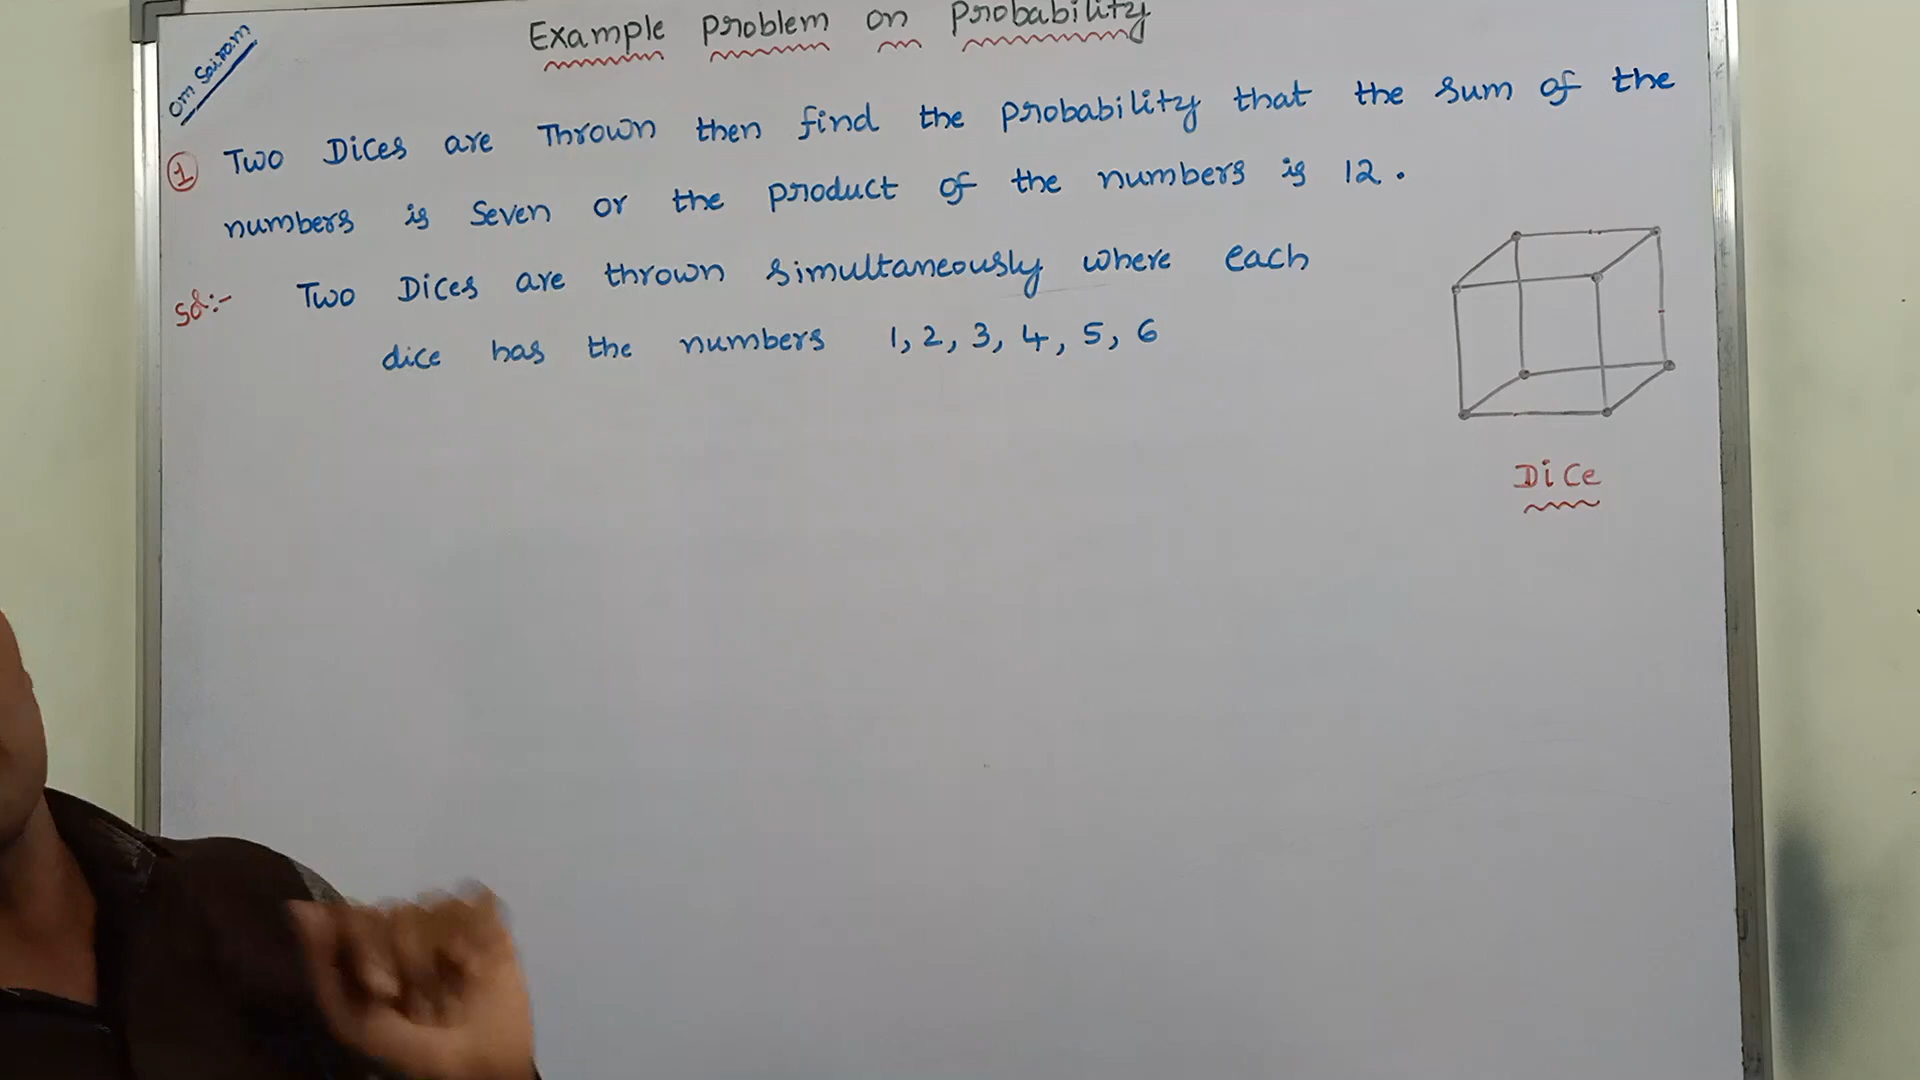 Example Problem on Probability
Om Sairam
1 Two Dices are Thrown then find the probability that the sum of the
numbers is Seven or the product of the numbers is 12.
Sol:- Two Dices are thrown simultaneously where each
dice has the numbers 1, 2, 3, 4, 5, 6
Dice